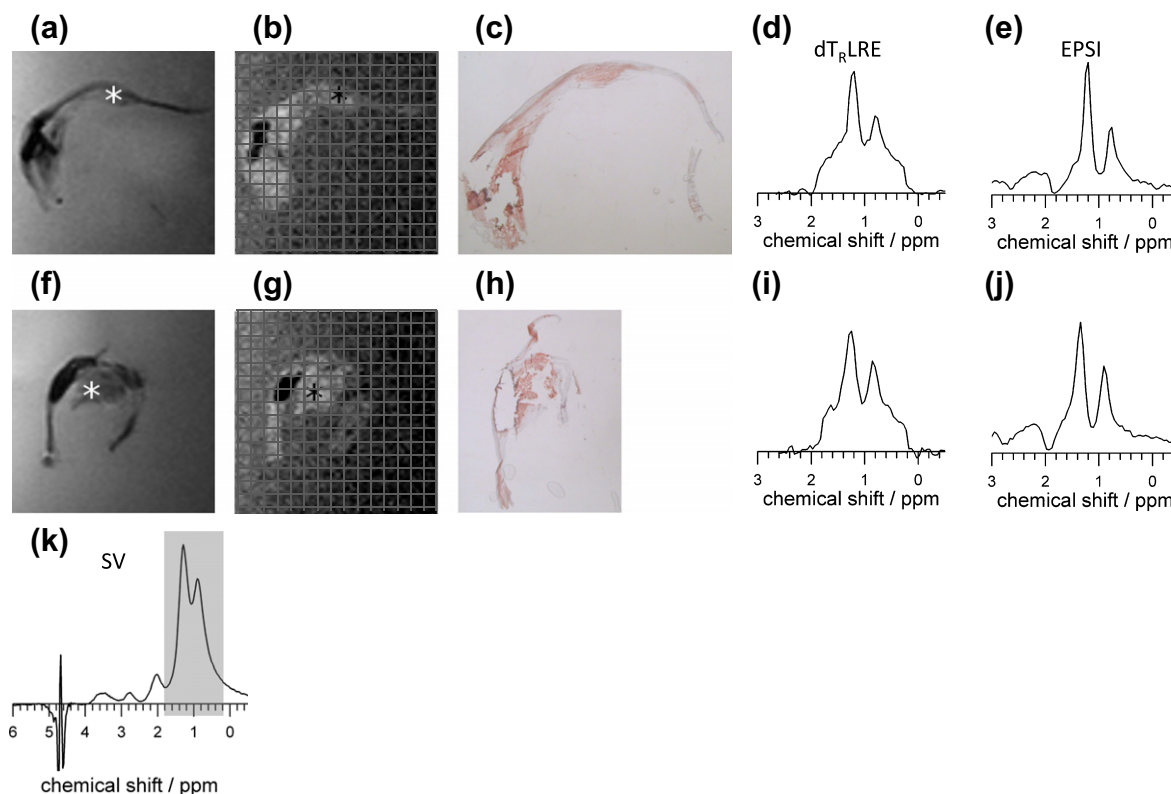 (a) (b) (c) (d) (e)
dT_RLRE EPSI
* *
3 2 1 0 3 2 1 0
chemical shift / ppm chemical shift / ppm
(f) (g) (h) (i) (j)
* *
3 2 1 0 3 2 1 0
chemical shift / ppm chemical shift / ppm
(k)
SV
6 5 4 3 2 1 0
chemical shift / ppm